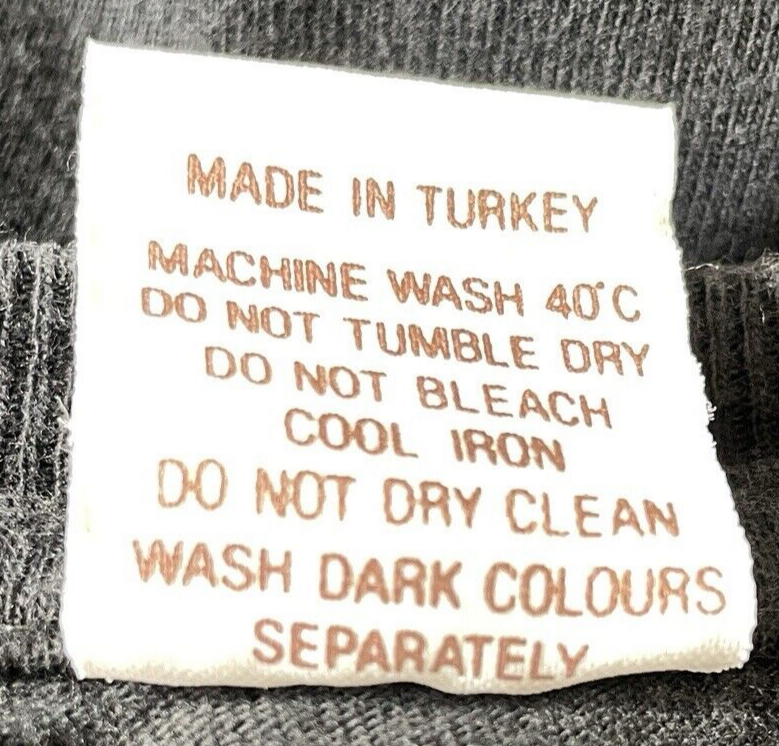 MADE IN TURKEY
MACHINE WASH 40°C
DO NOT TUMBLE DRY
DO NOT BLEACH
COOL IRON
DO NOT DRY CLEAN
WASH DARK COLOURS
SEPARATELY